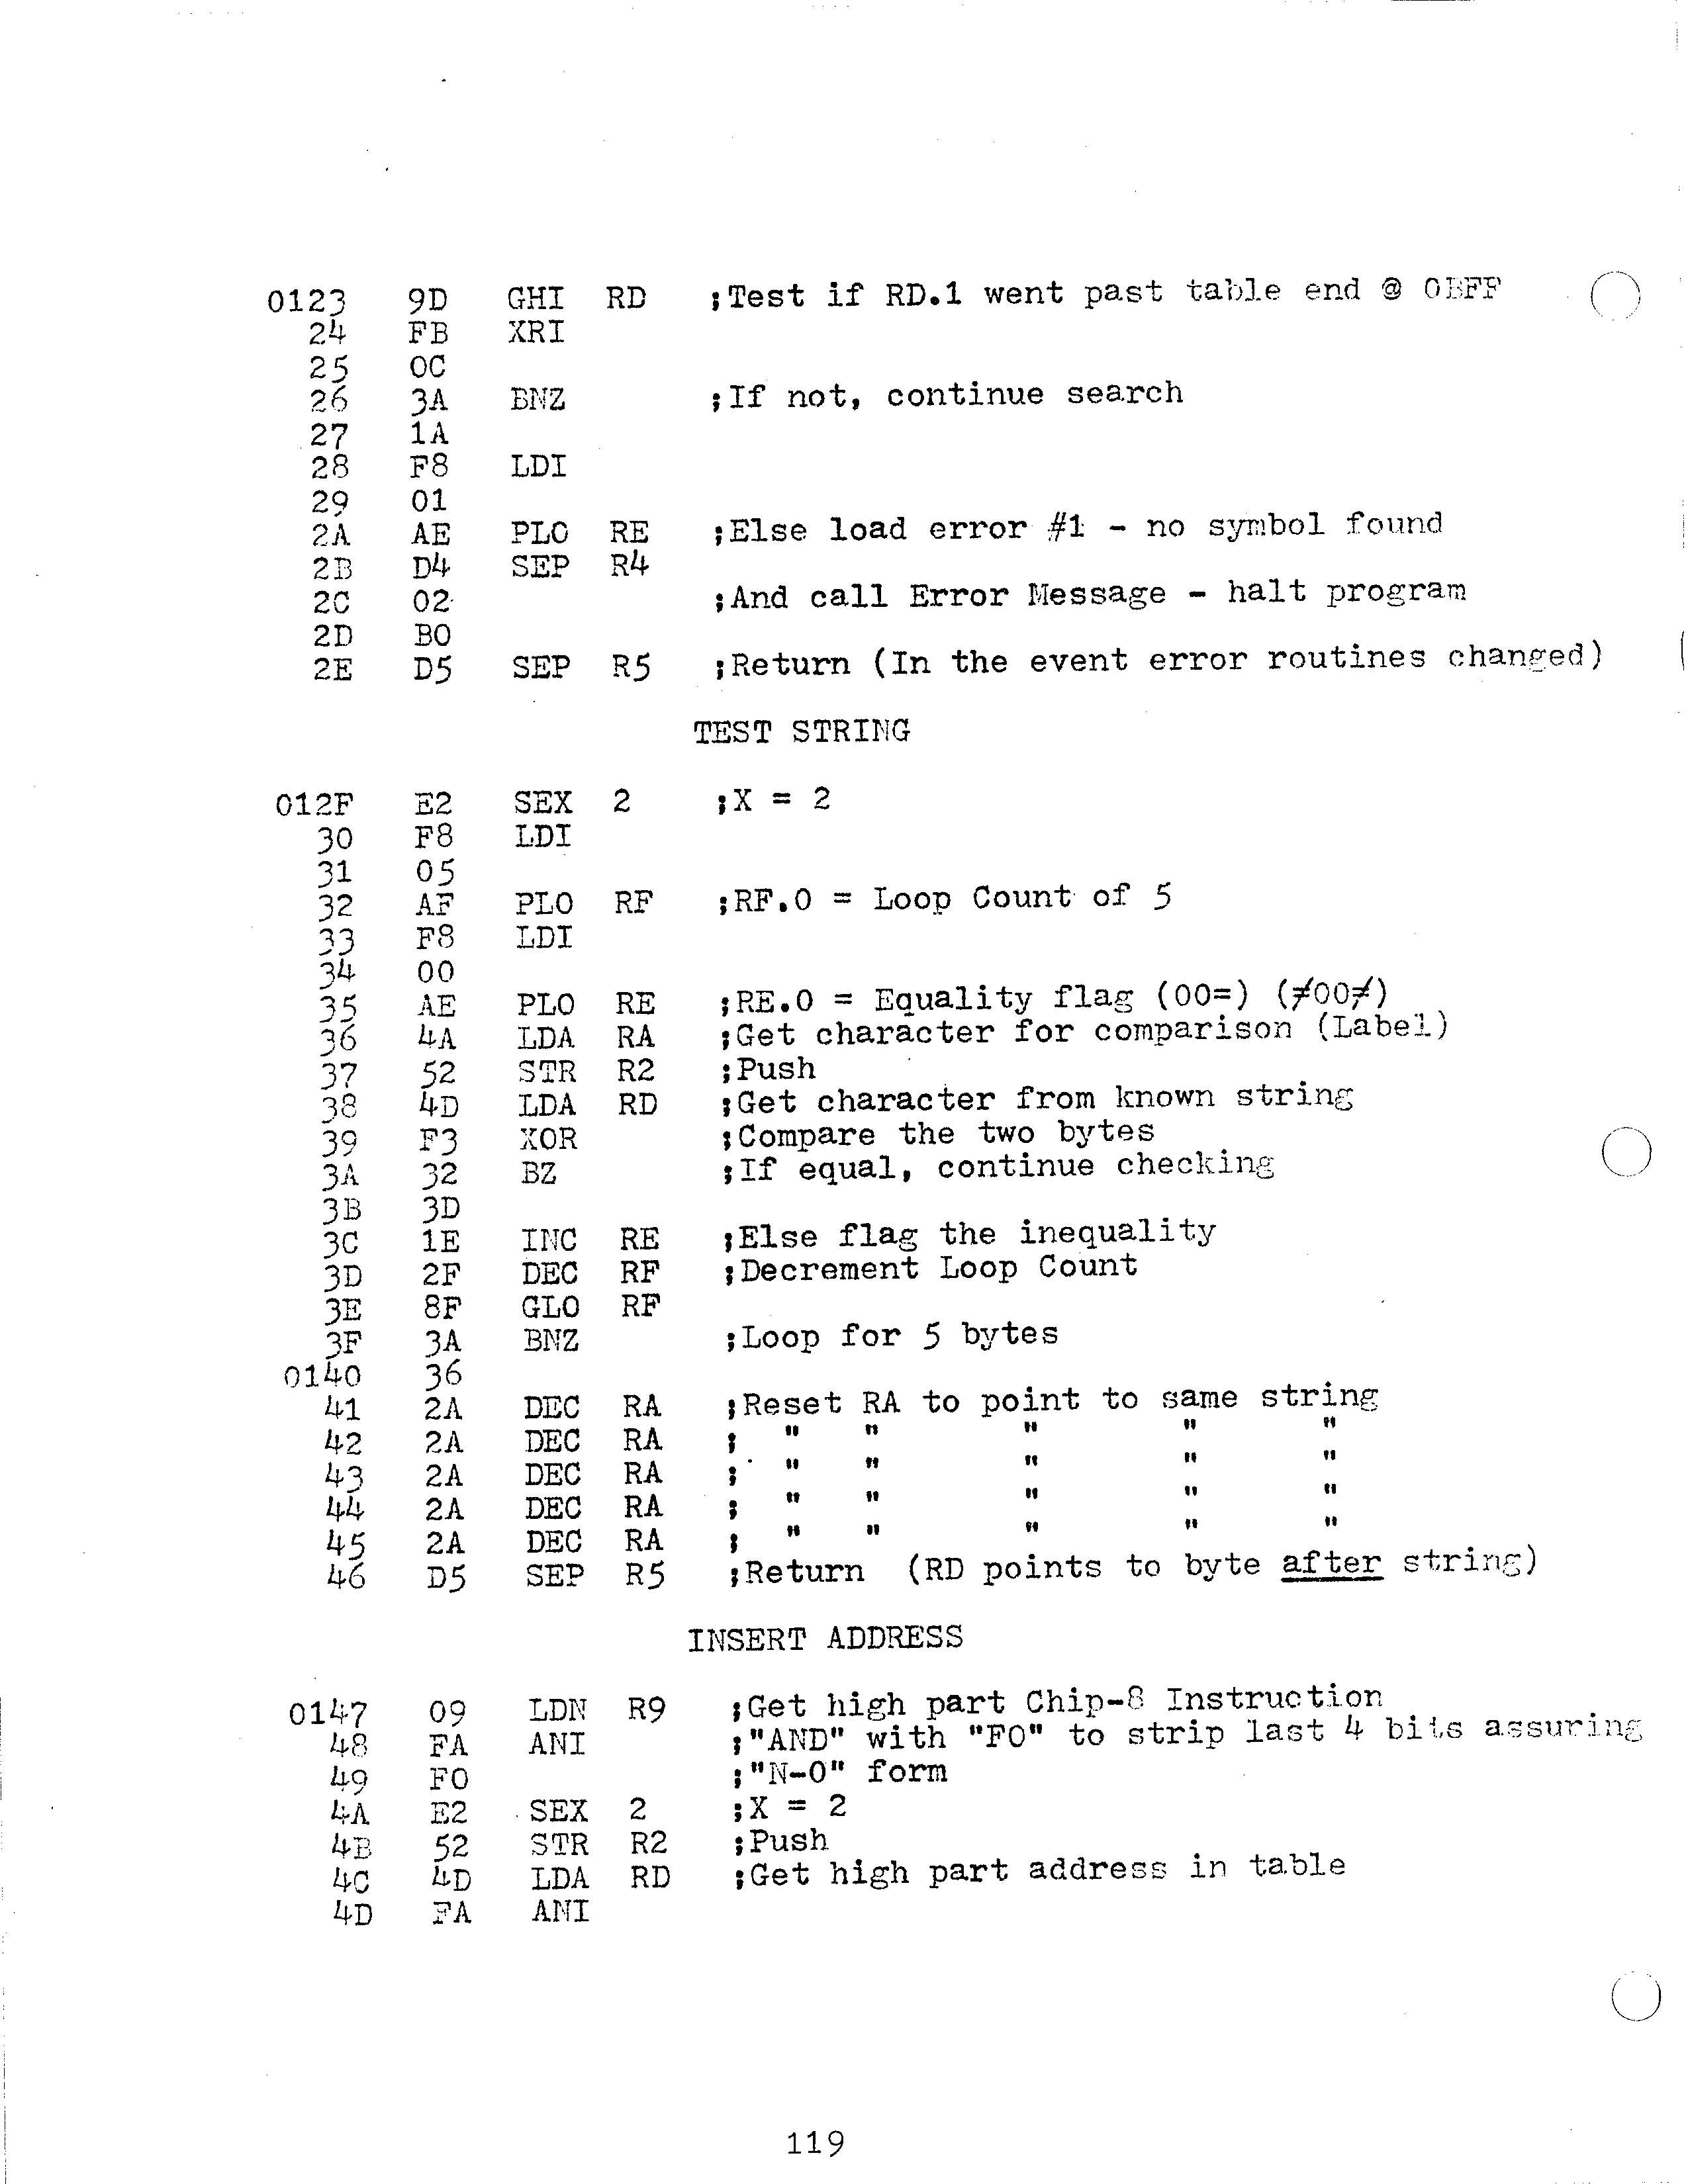 0123 9D GHI RD ;Test if RD.1 went past table end @ 0BFF
24 FB XRI
25 0C
26 3A BNZ ;If not, continue search
27 1A
28 F8 LDI
29 01
2A AE PLO RE ;Else load error #1 - no symbol found
2B D4 SEP R4
2C 02 ;And call Error Message - halt program
2D B0
2E D5 SEP R5 ;Return (In the event error routines changed)
TEST STRING
012F E2 SEX 2 ;X = 2
30 F8 LDI
31 05
32 AF PLO RF ;RF.0 = Loop Count of 5
33 F8 LDI
34 00
35 AE PLO RE ;RE.0 = Equality flag (00=) (≠00≠)
36 4A LDA RA ;Get character for comparison (Label)
37 52 STR R2 ;Push
38 4D LDA RD ;Get character from known string
39 F3 XOR ;Compare the two bytes
3A 32 BZ ;If equal, continue checking
3B 3D
3C 1E INC RE ;Else flag the inequality
3D 2F DEC RF ;Decrement Loop Count
3E 8F GLO RF
3F 3A BNZ ;Loop for 5 bytes
0140 36
41 2A DEC RA ;Reset RA to point to same string
42 2A DEC RA ; " " " " "
43 2A DEC RA ; " " " " "
44 2A DEC RA ; " " " " "
45 2A DEC RA ; " " " " "
46 D5 SEP R5 ;Return (RD points to byte after string)
INSERT ADDRESS
0147 09 LDN R9 ;Get high part Chip-8 Instruction
48 FA ANI ;"AND" with "F0" to strip last 4 bits assuring
49 F0 ;"N-0" form
4A E2 SEX 2 ;X = 2
4B 52 STR R2 ;Push
4C 4D LDA RD ;Get high part address in table
4D FA ANI
119